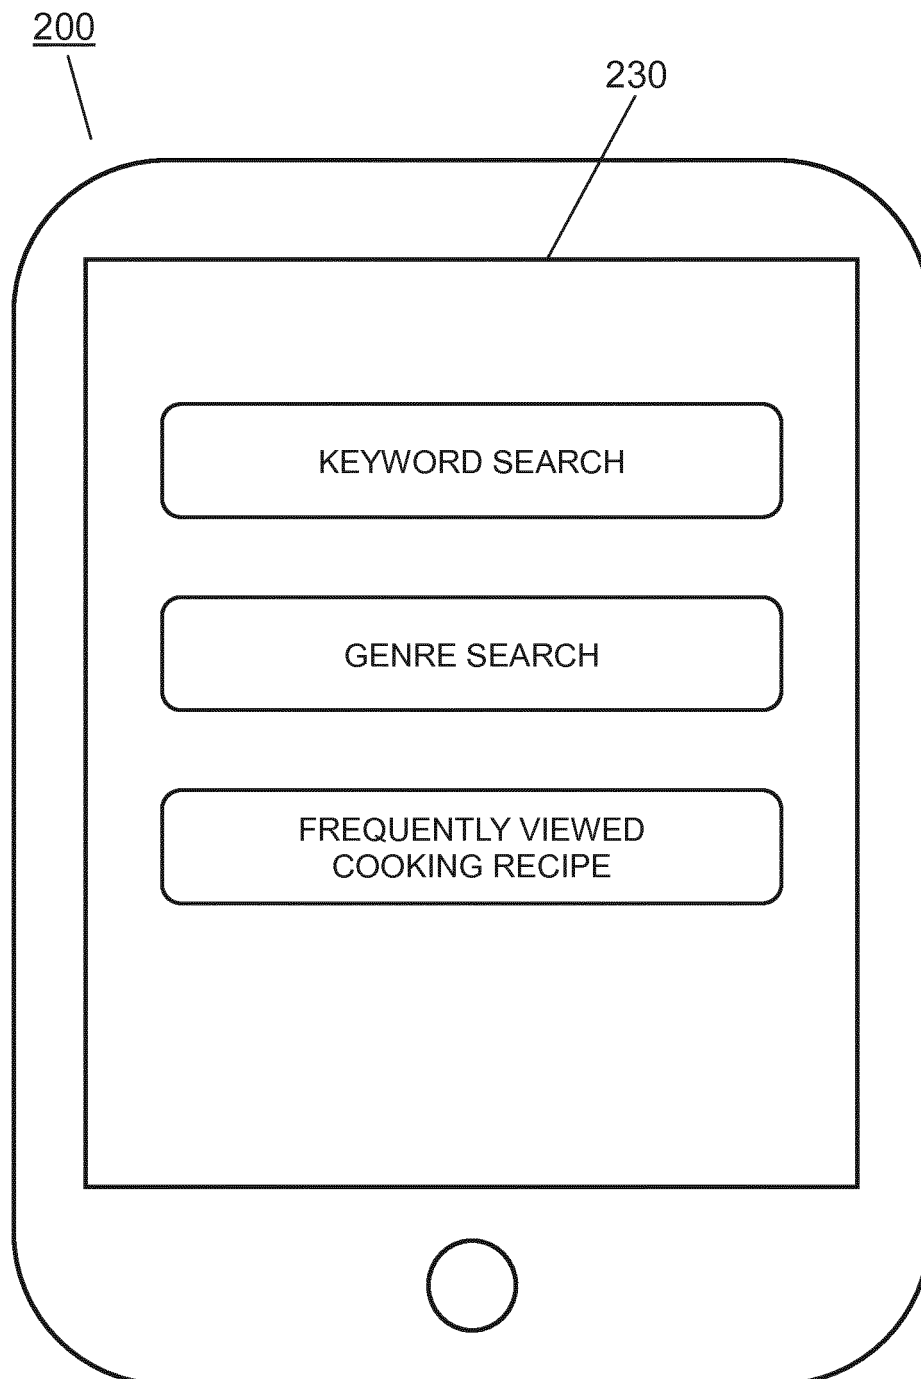 200
230
KEYWORD SEARCH
GENRE SEARCH
FREQUENTLY VIEWED
COOKING RECIPE